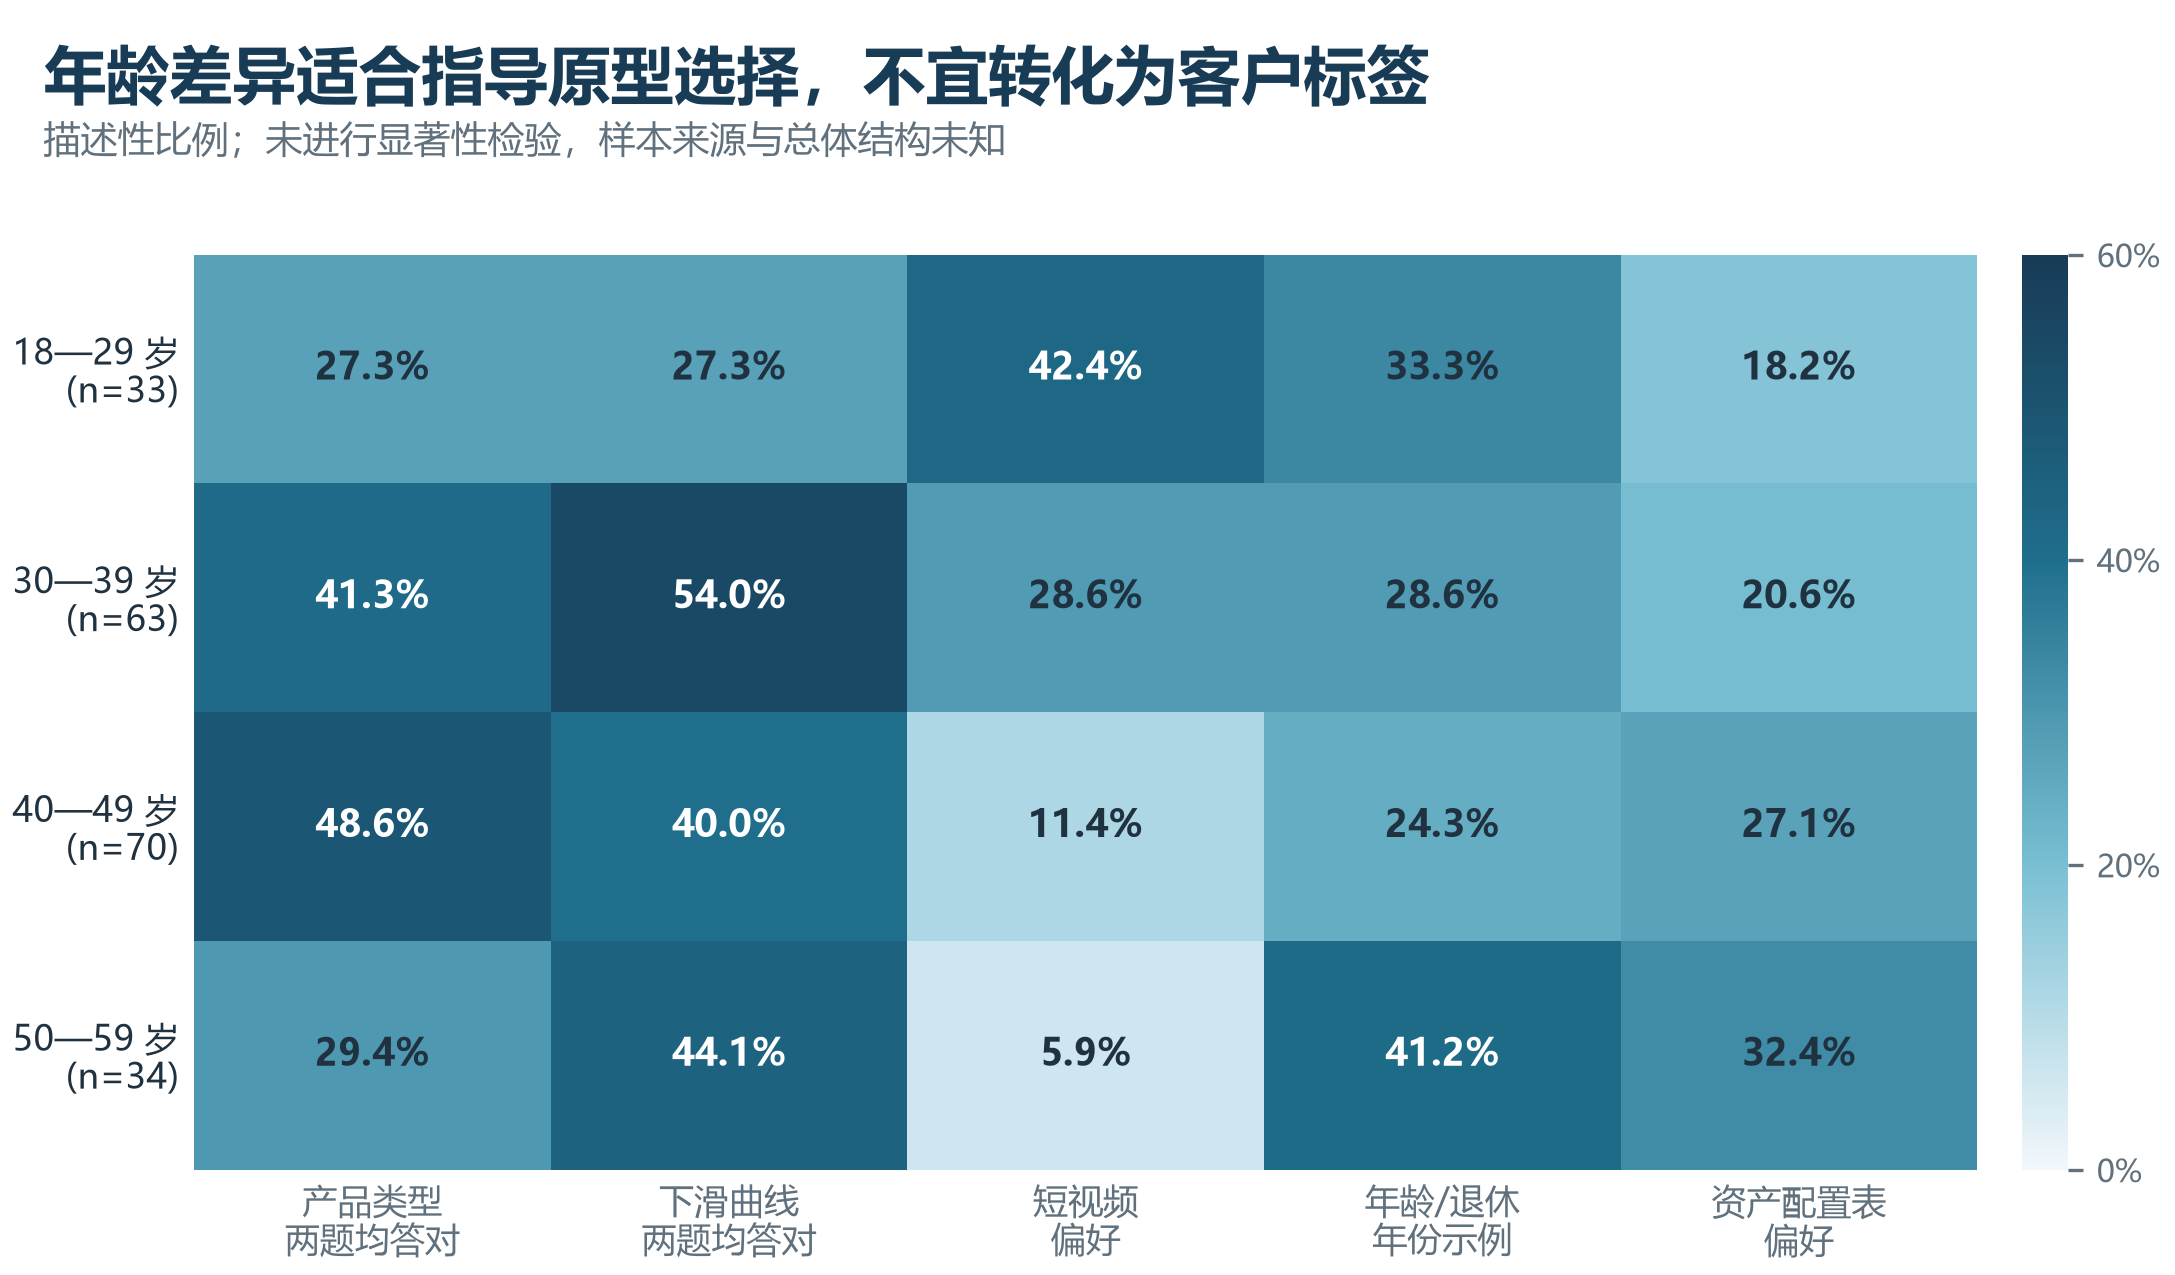 年龄差异适合指导原型选择，不宜转化为客户标签
描述性比例；未进行显著性检验，样本来源与总体结构未知
60%
18—29 岁
(n=33)
27.3%
27.3%
42.4%
33.3%
18.2%
40%
30—39 岁
(n=63)
41.3%
54.0%
28.6%
28.6%
20.6%
40—49 岁
(n=70)
48.6%
40.0%
11.4%
24.3%
27.1%
20%
50—59 岁
(n=34)
29.4%
44.1%
5.9%
41.2%
32.4%
0%
产品类型
两题均答对
下滑曲线
两题均答对
短视频
偏好
年龄/退休
年份示例
资产配置表
偏好